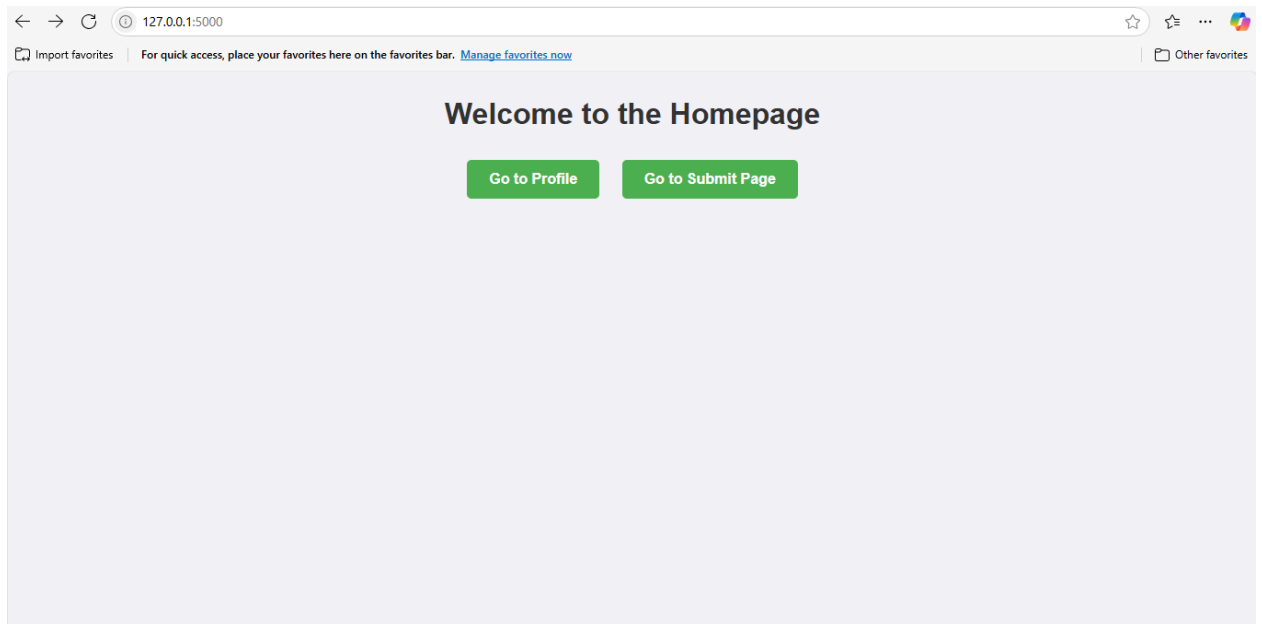 127.0.0.1:5000
Import favorites For quick access, place your favorites here on the favorites bar. Manage favorites now Other favorites
Welcome to the Homepage
Go to Profile Go to Submit Page